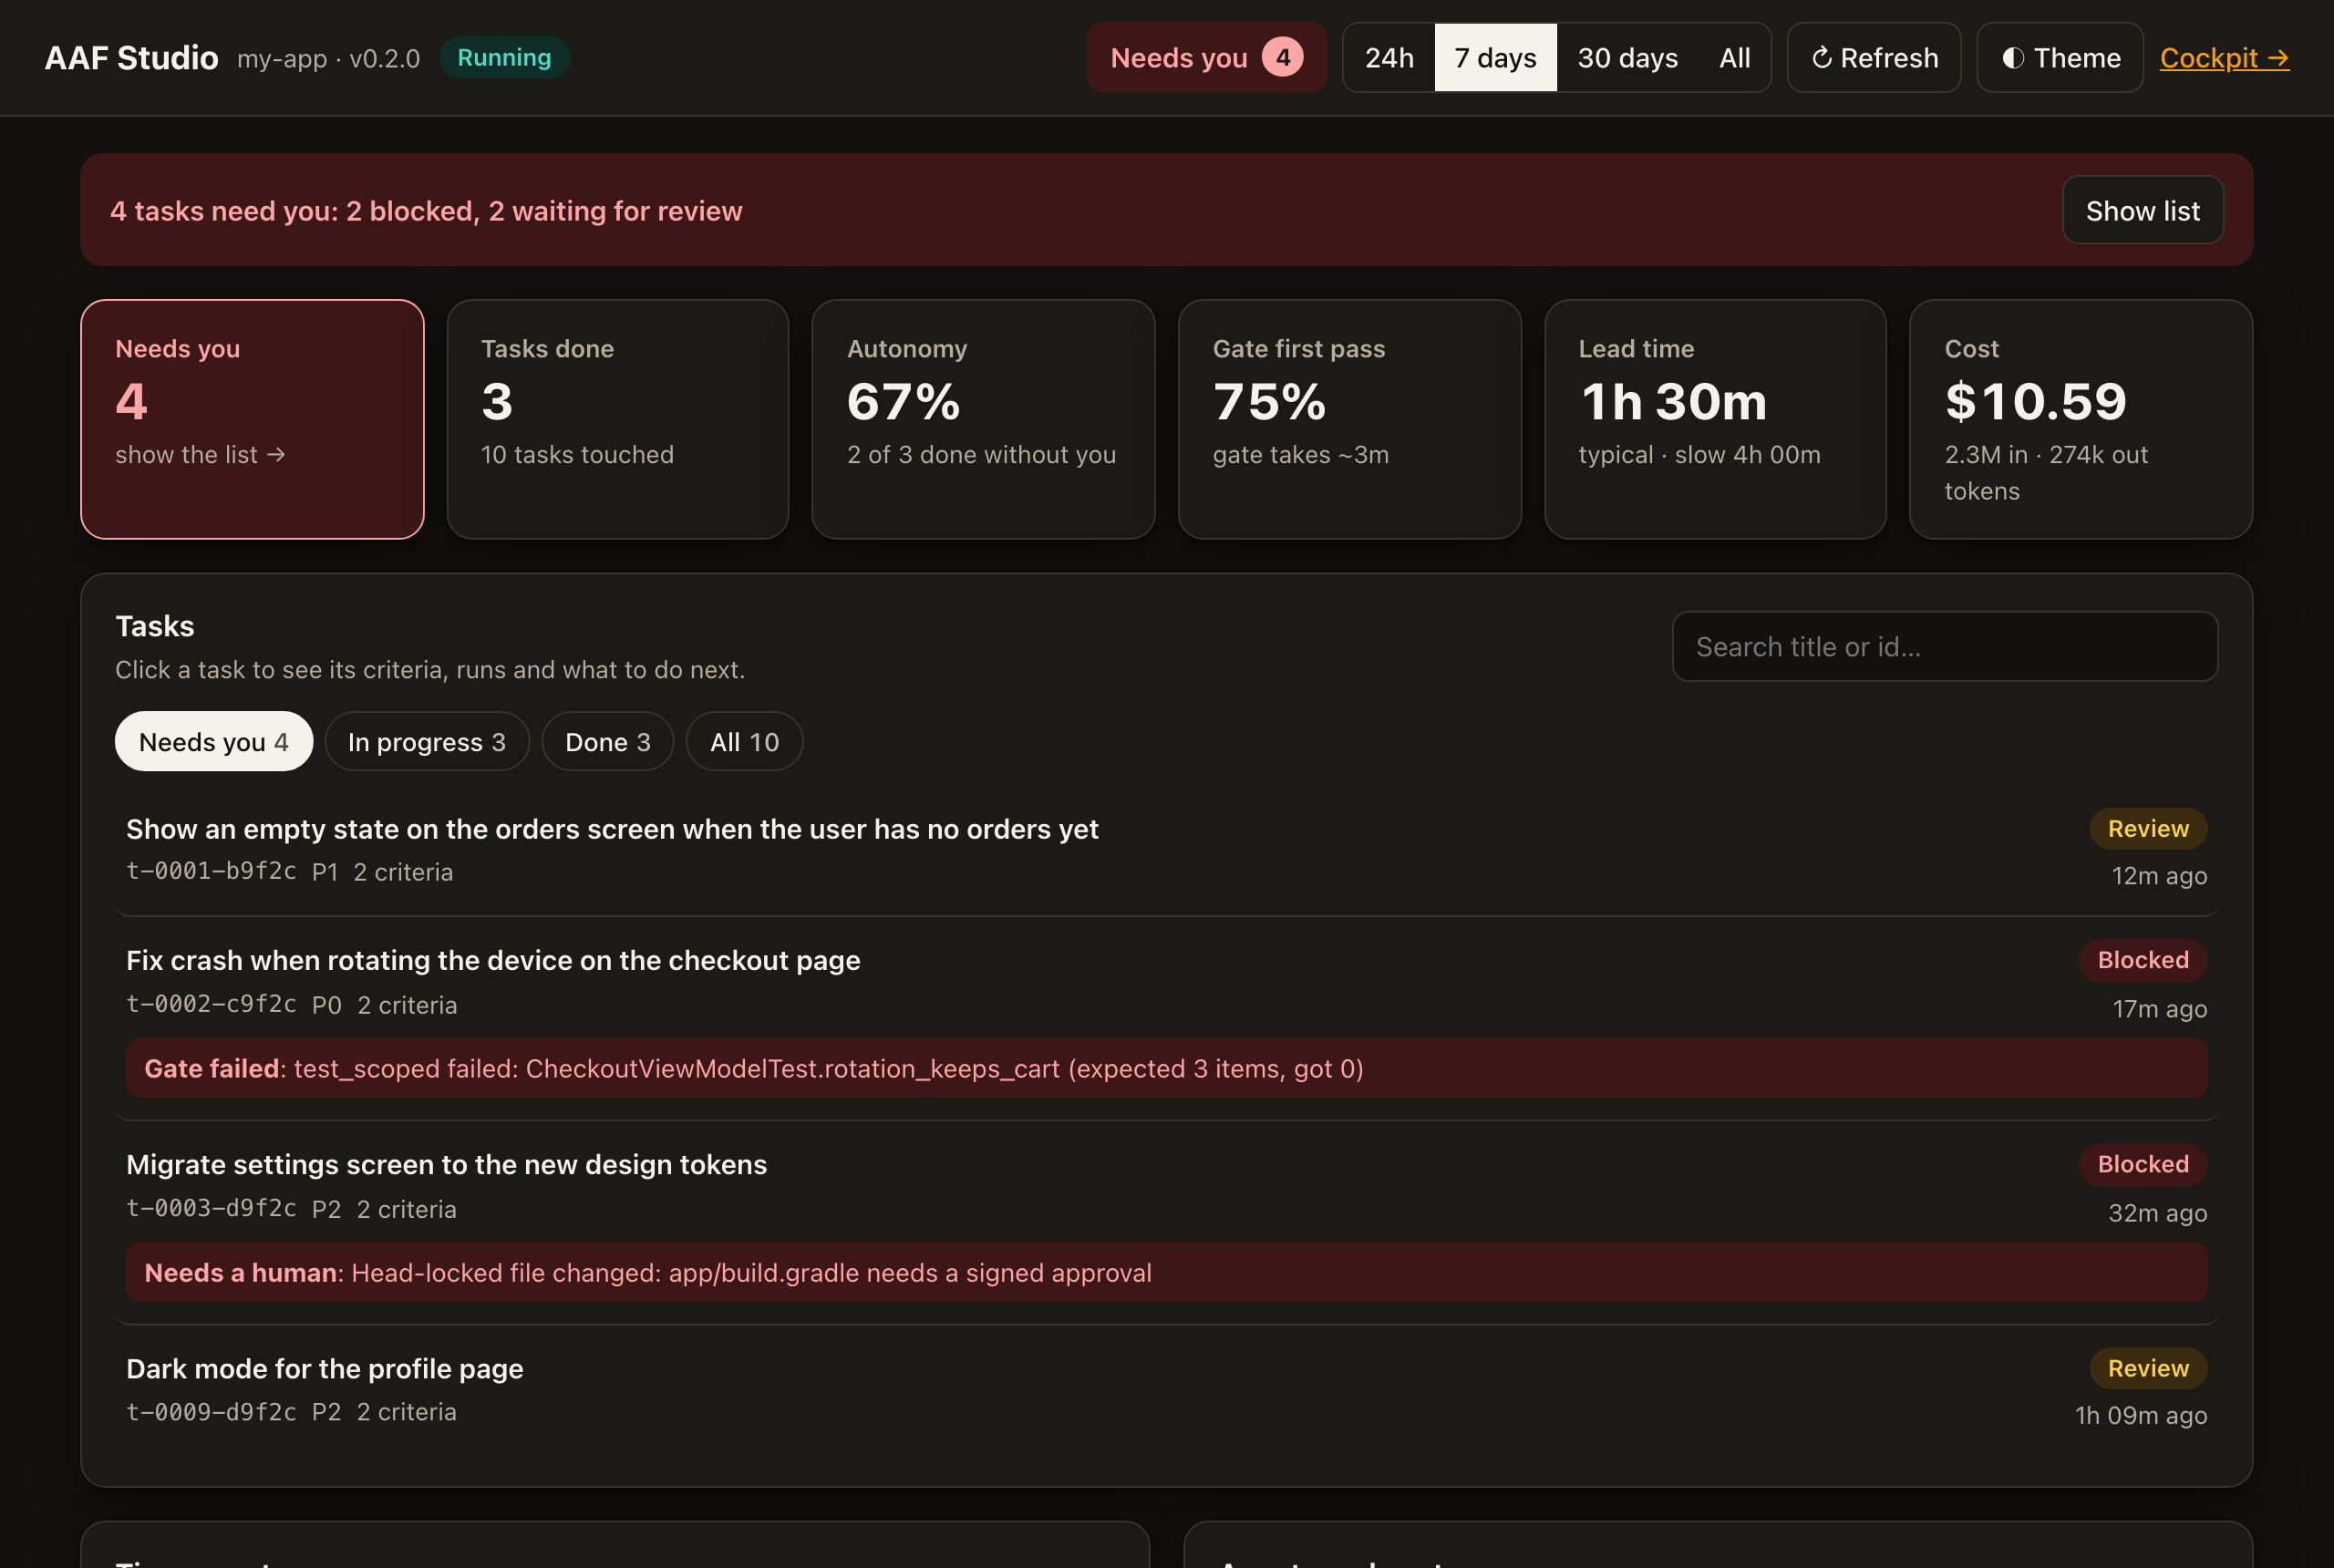 AAF Studio my-app · v0.2.0 Running Needs you 4 24h 7 days 30 days All ↻ Refresh ◐ Theme Cockpit →
4 tasks need you: 2 blocked, 2 waiting for review Show list
Needs you
4
show the list →
Tasks done
3
10 tasks touched
Autonomy
67%
2 of 3 done without you
Gate first pass
75%
gate takes ~3m
Lead time
1h 30m
typical · slow 4h 00m
Cost
$10.59
2.3M in · 274k out
tokens
Tasks
Click a task to see its criteria, runs and what to do next.
Search title or id...
Needs you 4 In progress 3 Done 3 All 10
Show an empty state on the orders screen when the user has no orders yet Review
t-0001-b9f2c P1 2 criteria 12m ago
Fix crash when rotating the device on the checkout page Blocked
t-0002-c9f2c P0 2 criteria 17m ago
Gate failed: test_scoped failed: CheckoutViewModelTest.rotation_keeps_cart (expected 3 items, got 0)
Migrate settings screen to the new design tokens Blocked
t-0003-d9f2c P2 2 criteria 32m ago
Needs a human: Head-locked file changed: app/build.gradle needs a signed approval
Dark mode for the profile page Review
t-0009-d9f2c P2 2 criteria 1h 09m ago